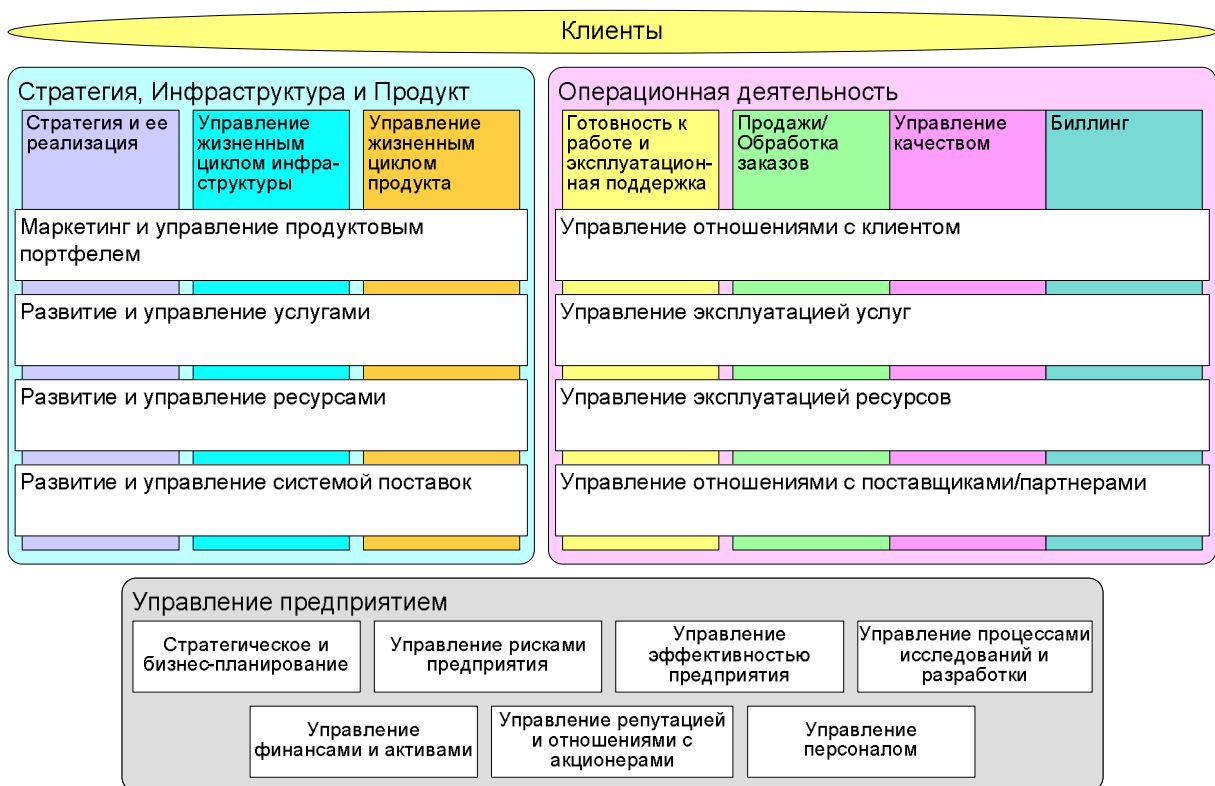 Клиенты
Стратегия, Инфраструктура и Продукт
Стратегия и ее
реализация
Управление
жизненным
циклом инфра-
структуры
Управление
жизненным
циклом
продукта
Маркетинг и управление продуктовым
портфелем
Развитие и управление услугами
Развитие и управление ресурсами
Развитие и управление системой поставок
Операционная деятельность
Готовность к
работе и
эксплуатацион-
ная поддержка
Продажи/
Обработка
заказов
Управление
качеством
Биллинг
Управление отношениями с клиентом
Управление эксплуатацией услуг
Управление эксплуатацией ресурсов
Управление отношениями с поставщиками/партнерами
Управление предприятием
Стратегическое и
бизнес-планирование
Управление рисками
предприятия
Управление
эффективностью
предприятия
Управление процессами
исследований и
разработки
Управление
финансами и активами
Управление репутацией
и отношениями с
акционерами
Управление
персоналом